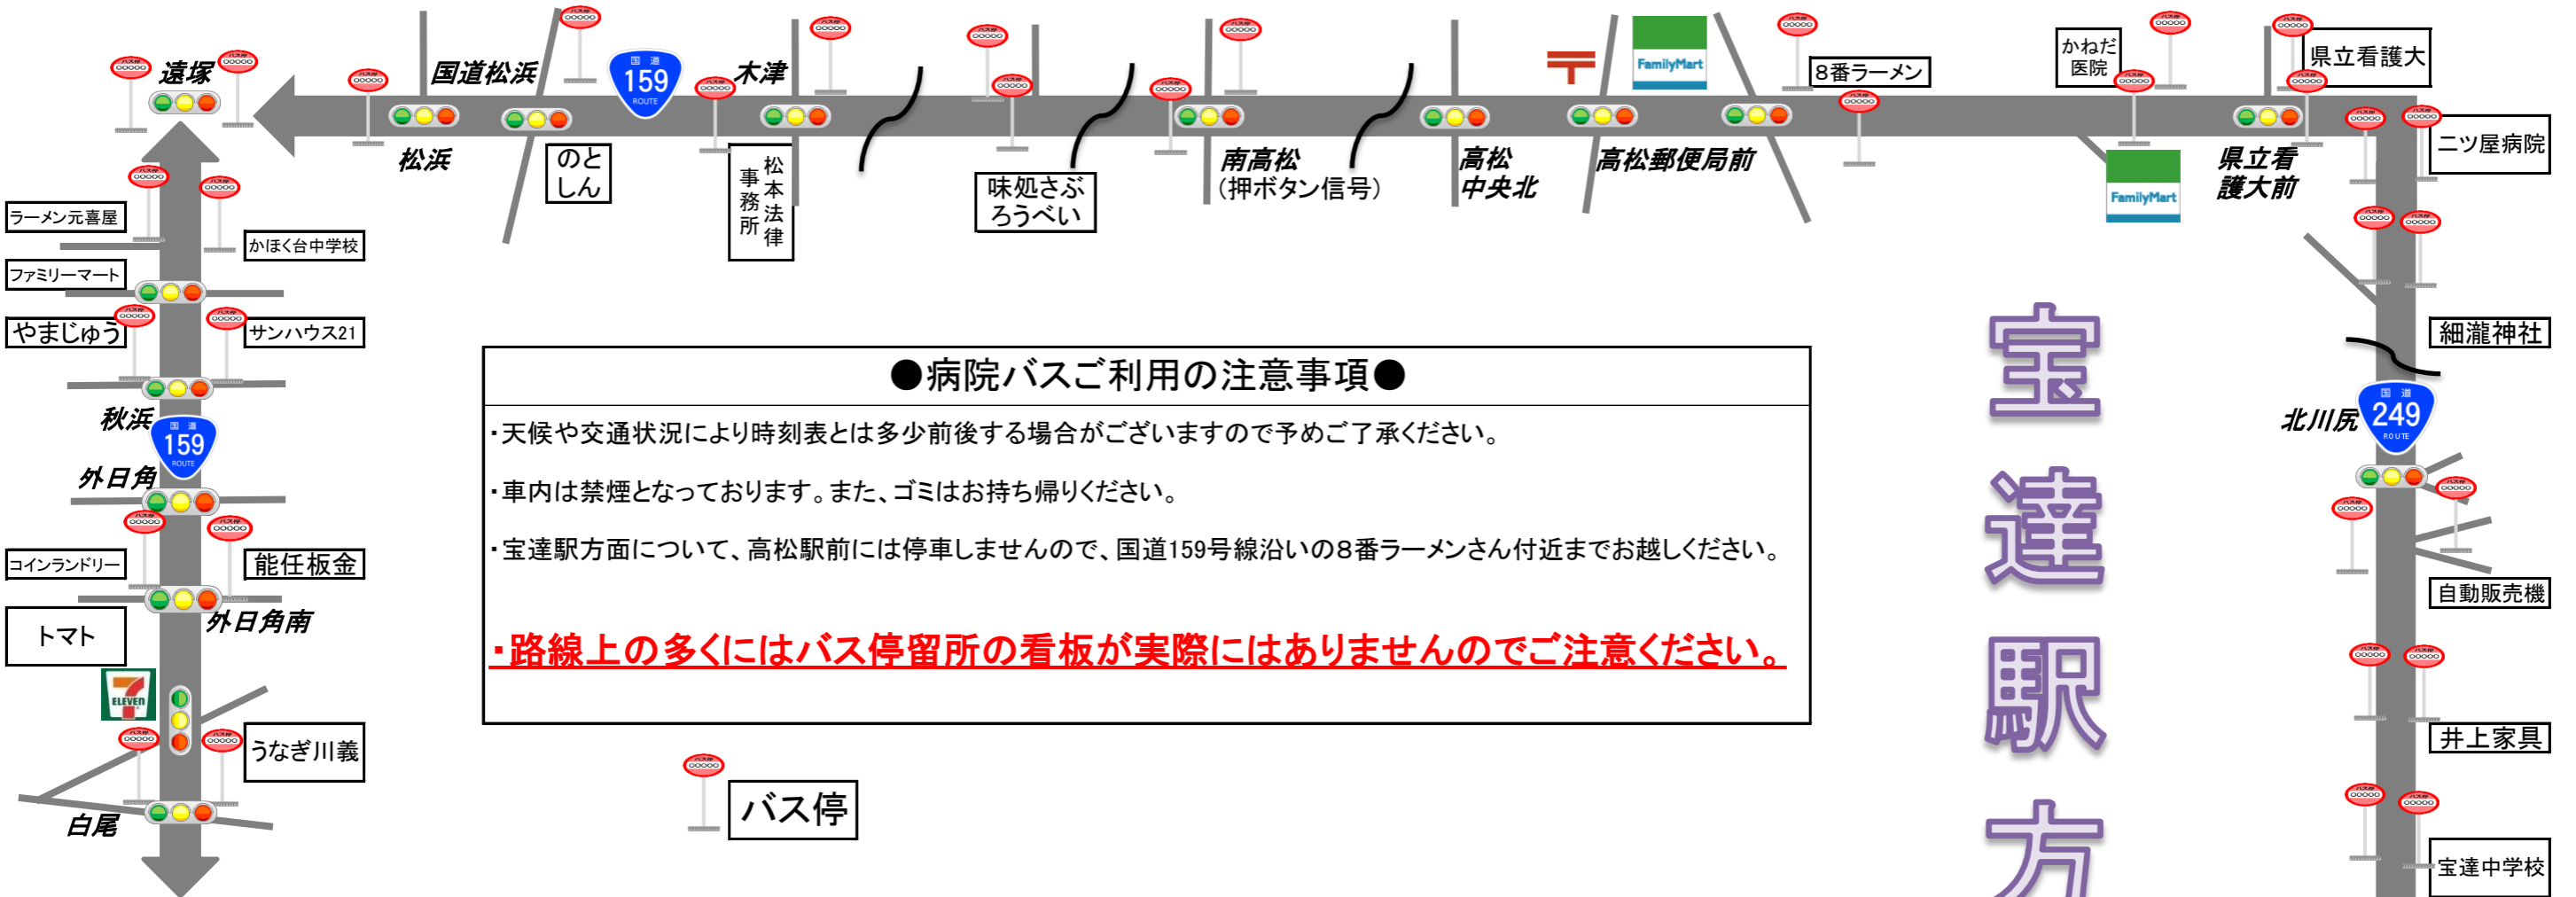 遠塚
国道松浜
国道
159
ROUTE
木津
FamilyMart
8番ラーメン
かねだ
医院
県立看護大
松浜
のと
しん
松本法律
事務所
味処さぶ
ろうべい
南高松
(押ボタン信号)
高松
中央北
高松郵便局前
FamilyMart
県立看
護大前
二ツ屋病院
ラーメン元喜屋
かほく台中学校
ファミリーマート
やまじゅう
サンハウス21
細瀧神社
秋浜
国道
159
ROUTE
外日角
コインランドリー
能任板金
トマト
外日角南
7
ELEVEN
うなぎ川義
白尾
●病院バスご利用の注意事項●
・天候や交通状況により時刻表とは多少前後する場合がございますので予めご了承ください。
・車内は禁煙となっております。また、ゴミはお持ち帰りください。
・宝達駅方面について、高松駅前には停車しませんので、国道159号線沿いの8番ラーメンさん付近までお越しください。
・路線上の多くにはバス停留所の看板が実際にはありませんのでご注意ください。
バス停
○○○○○
バス停
宝達駅方
北川尻
国道
249
ROUTE
自動販売機
井上家具
宝達中学校